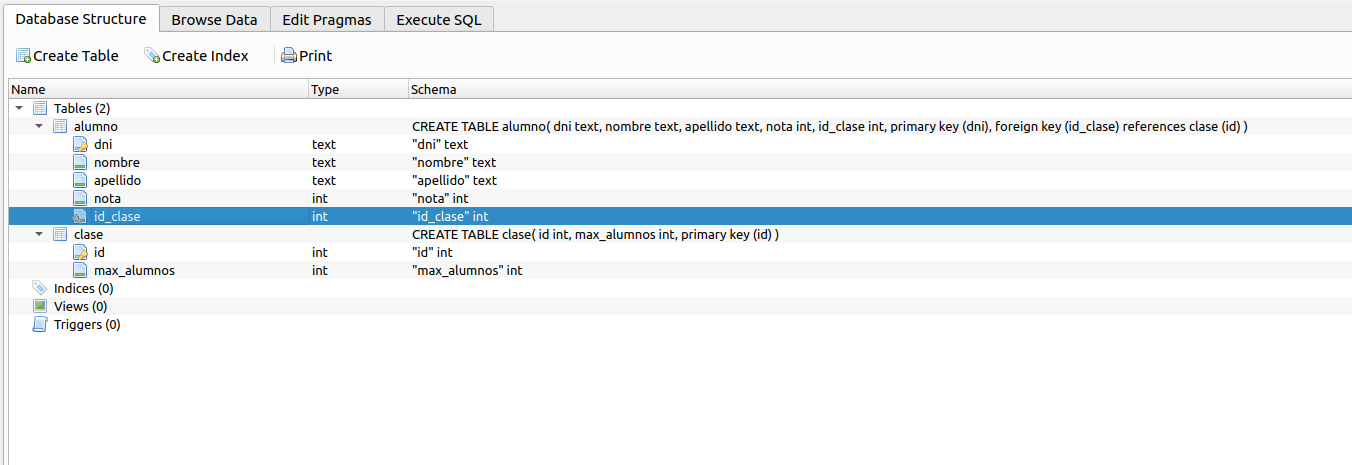 Database Structure Browse Data Edit Pragmas Execute SQL
Create Table Create Index Print
Name Type Schema
Tables (2)
alumno CREATE TABLE alumno( dni text, nombre text, apellido text, nota int, id_clase int, primary key (dni), foreign key (id_clase) references clase (id) )
dni text "dni" text
nombre text "nombre" text
apellido text "apellido" text
nota int "nota" int
id_clase int "id_clase" int
clase CREATE TABLE clase( id int, max_alumnos int, primary key (id) )
id int "id" int
max_alumnos int "max_alumnos" int
Indices (0)
Views (0)
Triggers (0)